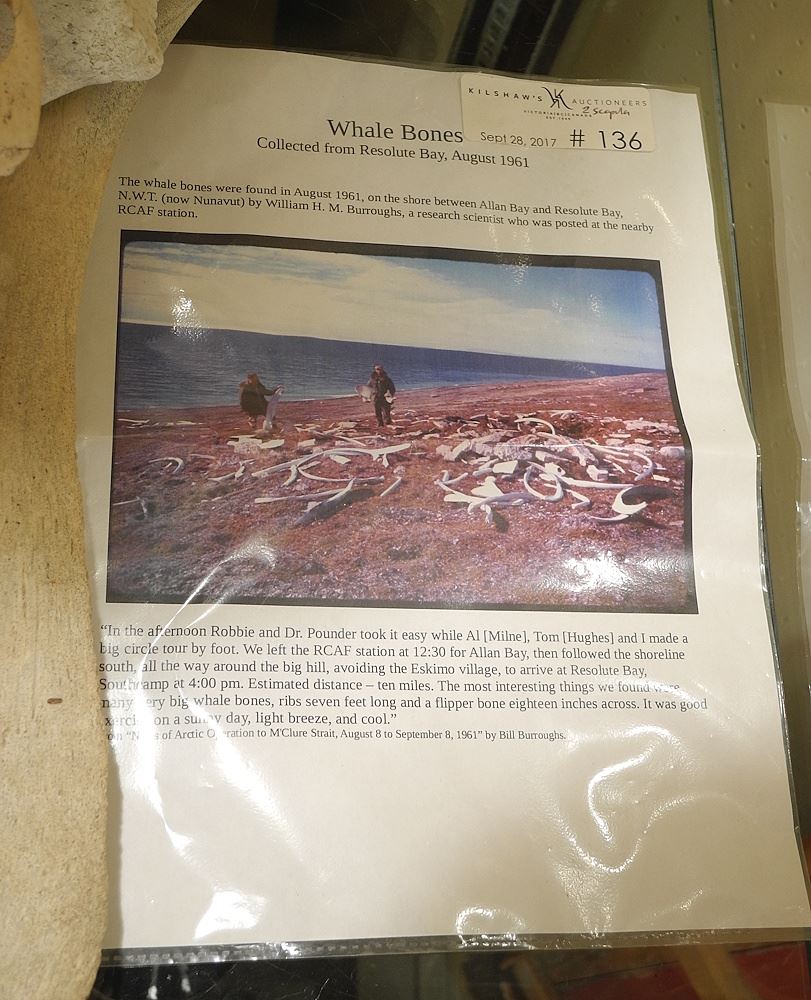 KILSHAW'S AUCTIONEERS
2 Scapula
Sept 28, 2017 # 136
Whale Bones
Collected from Resolute Bay, August 1961
The whale bones were found in August 1961, on the shore between Allan Bay and Resolute Bay,
N.W.T. (now Nunavut) by William H. M. Burroughs, a research scientist who was posted at the nearby
RCAF station.
“In the afternoon Robbie and Dr. Pounder took it easy while Al [Milne], Tom [Hughes] and I made a
big circle tour by foot. We left the RCAF station at 12:30 for Allan Bay, then followed the shoreline
south, all the way around the big hill, avoiding the Eskimo village, to arrive at Resolute Bay,
Southcamp at 4:00 pm. Estimated distance – ten miles. The most interesting things we found were
many very big whale bones, ribs seven feet long and a flipper bone eighteen inches across. It was good
on a sunny day, light breeze, and cool.”
of Arctic Operation to M'Clure Strait, August 8 to September 8, 1961” by Bill Burroughs.